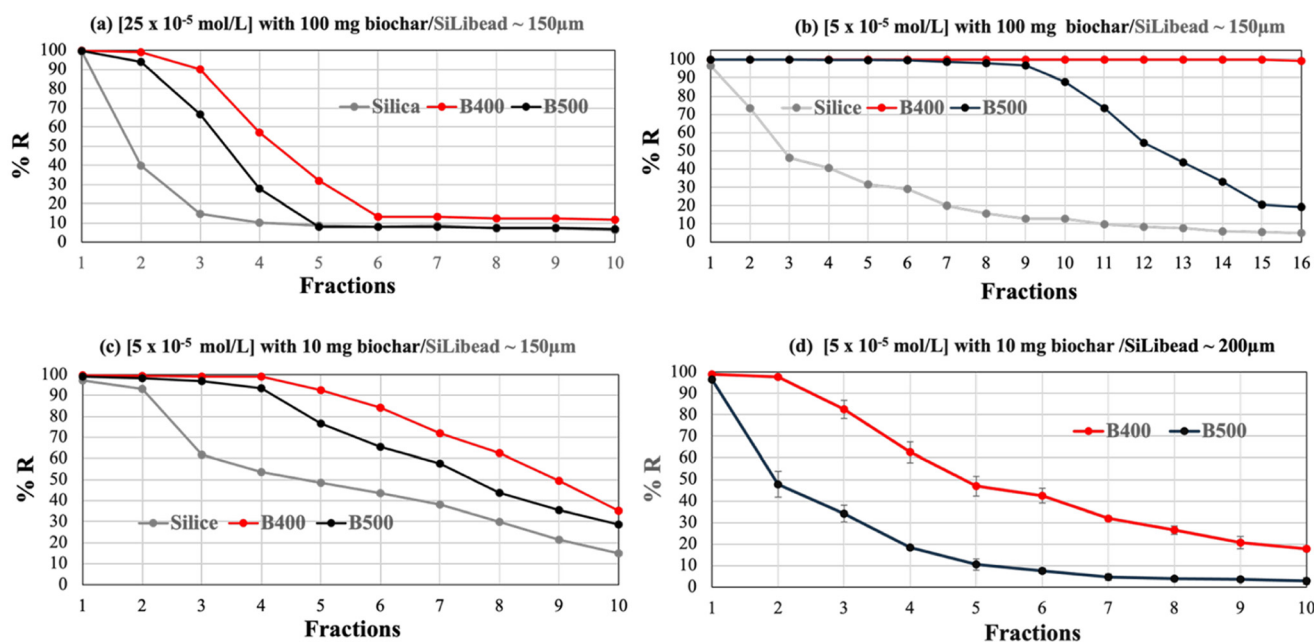 (a) [25 x 10⁻⁵ mol/L] with 100 mg biochar/SiLibead ~ 150µm
% R
100
90
80
70
60
50
40
30
20
10
0
Silica B400 B500
1 2 3 4 5 6 7 8 9 10
Fractions
(b) [5 x 10⁻⁵ mol/L] with 100 mg biochar/SiLibead ~ 150µm
% R
100
90
80
70
60
50
40
30
20
10
0
Silice B400 B500
1 2 3 4 5 6 7 8 9 10 11 12 13 14 15 16
Fractions
(c) [5 x 10⁻⁵ mol/L] with 10 mg biochar/SiLibead ~ 150µm
% R
100
90
80
70
60
50
40
30
20
10
0
Silice B400 B500
1 2 3 4 5 6 7 8 9 10
Fractions
(d) [5 x 10⁻⁵ mol/L] with 10 mg biochar /SiLibead ~ 200µm
% R
100
90
80
70
60
50
40
30
20
10
0
B400 B500
1 2 3 4 5 6 7 8 9 10
Fractions